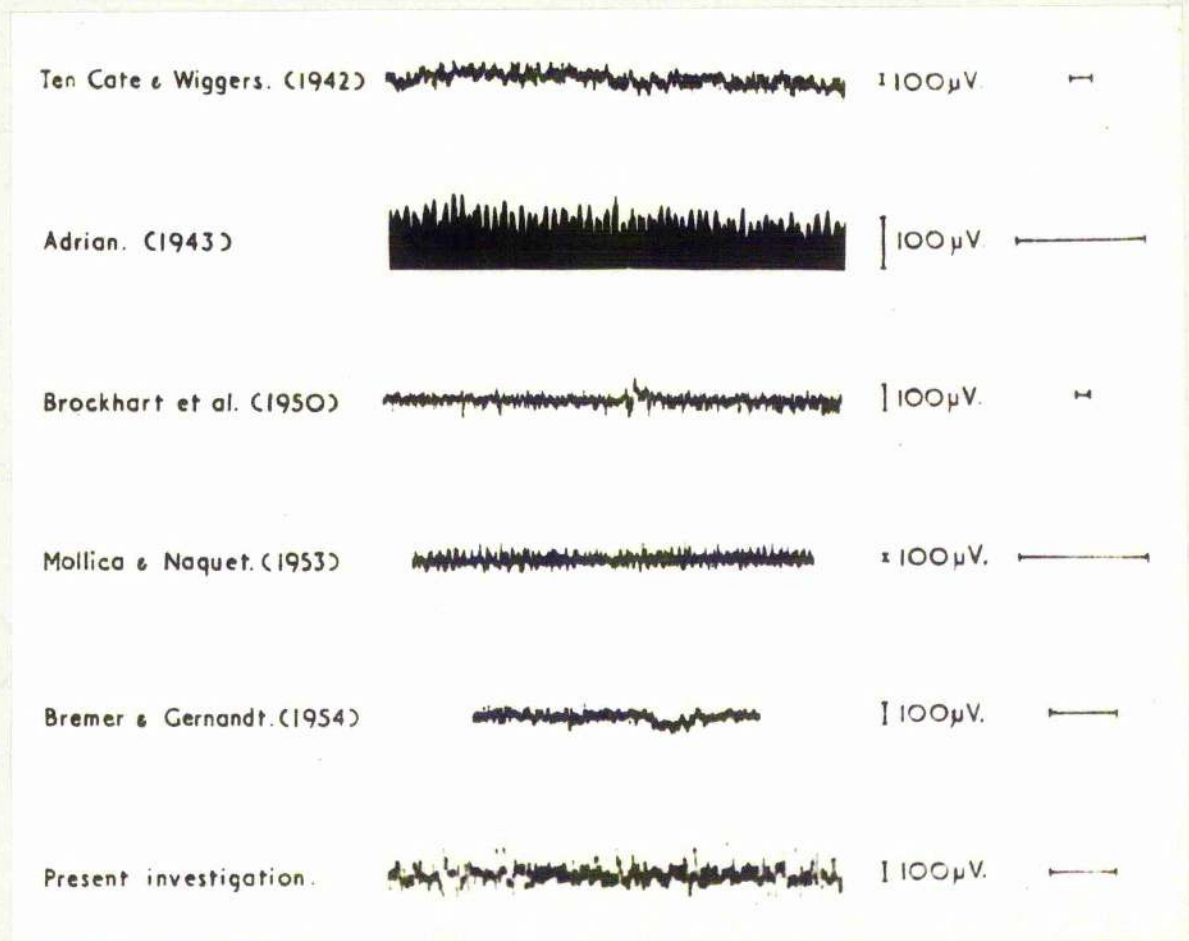 Ten Cate & Wiggers. (1942) 100µV.
Adrian. (1943) 100µV.
Brockhart et al. (1950) 100µV.
Mollica & Naquet. (1953) 100µV.
Bremer & Gernandt. (1954) 100µV.
Present investigation. 100µV.